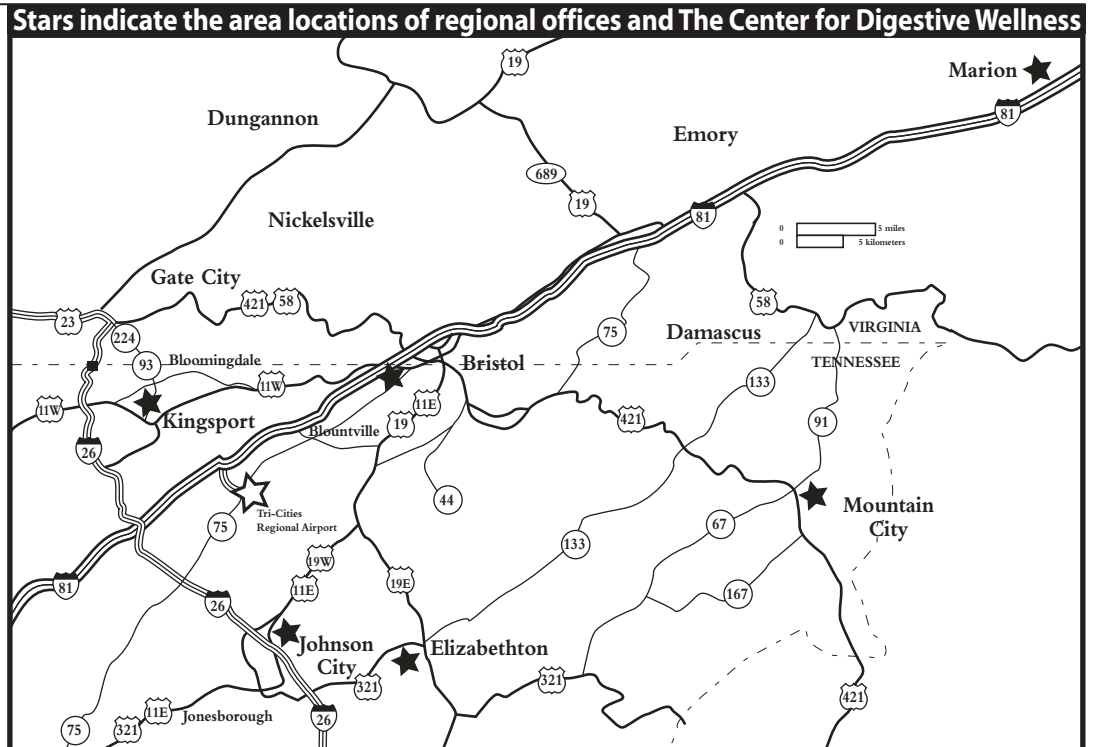 Stars indicate the area locations of regional offices and The Center for Digestive Wellness
19
Marion
81
Dungannon
Emory
689
19
81
Nickelsville
0 5 miles
0 5 kilometers
Gate City
421 58
58
23
224
75
Damascus
VIRGINIA
93
Bloomingdale
Bristol
TENNESSEE
11W
133
11W
11E
Kingsport
19
421
91
Blountville
26
44
Mountain
City
Tri-Cities
Regional Airport
75
67
133
19W
11E
19E
81
26
167
Johnson
City
Elizabethton
321
321
421
11E
Jonesborough
26
75
321